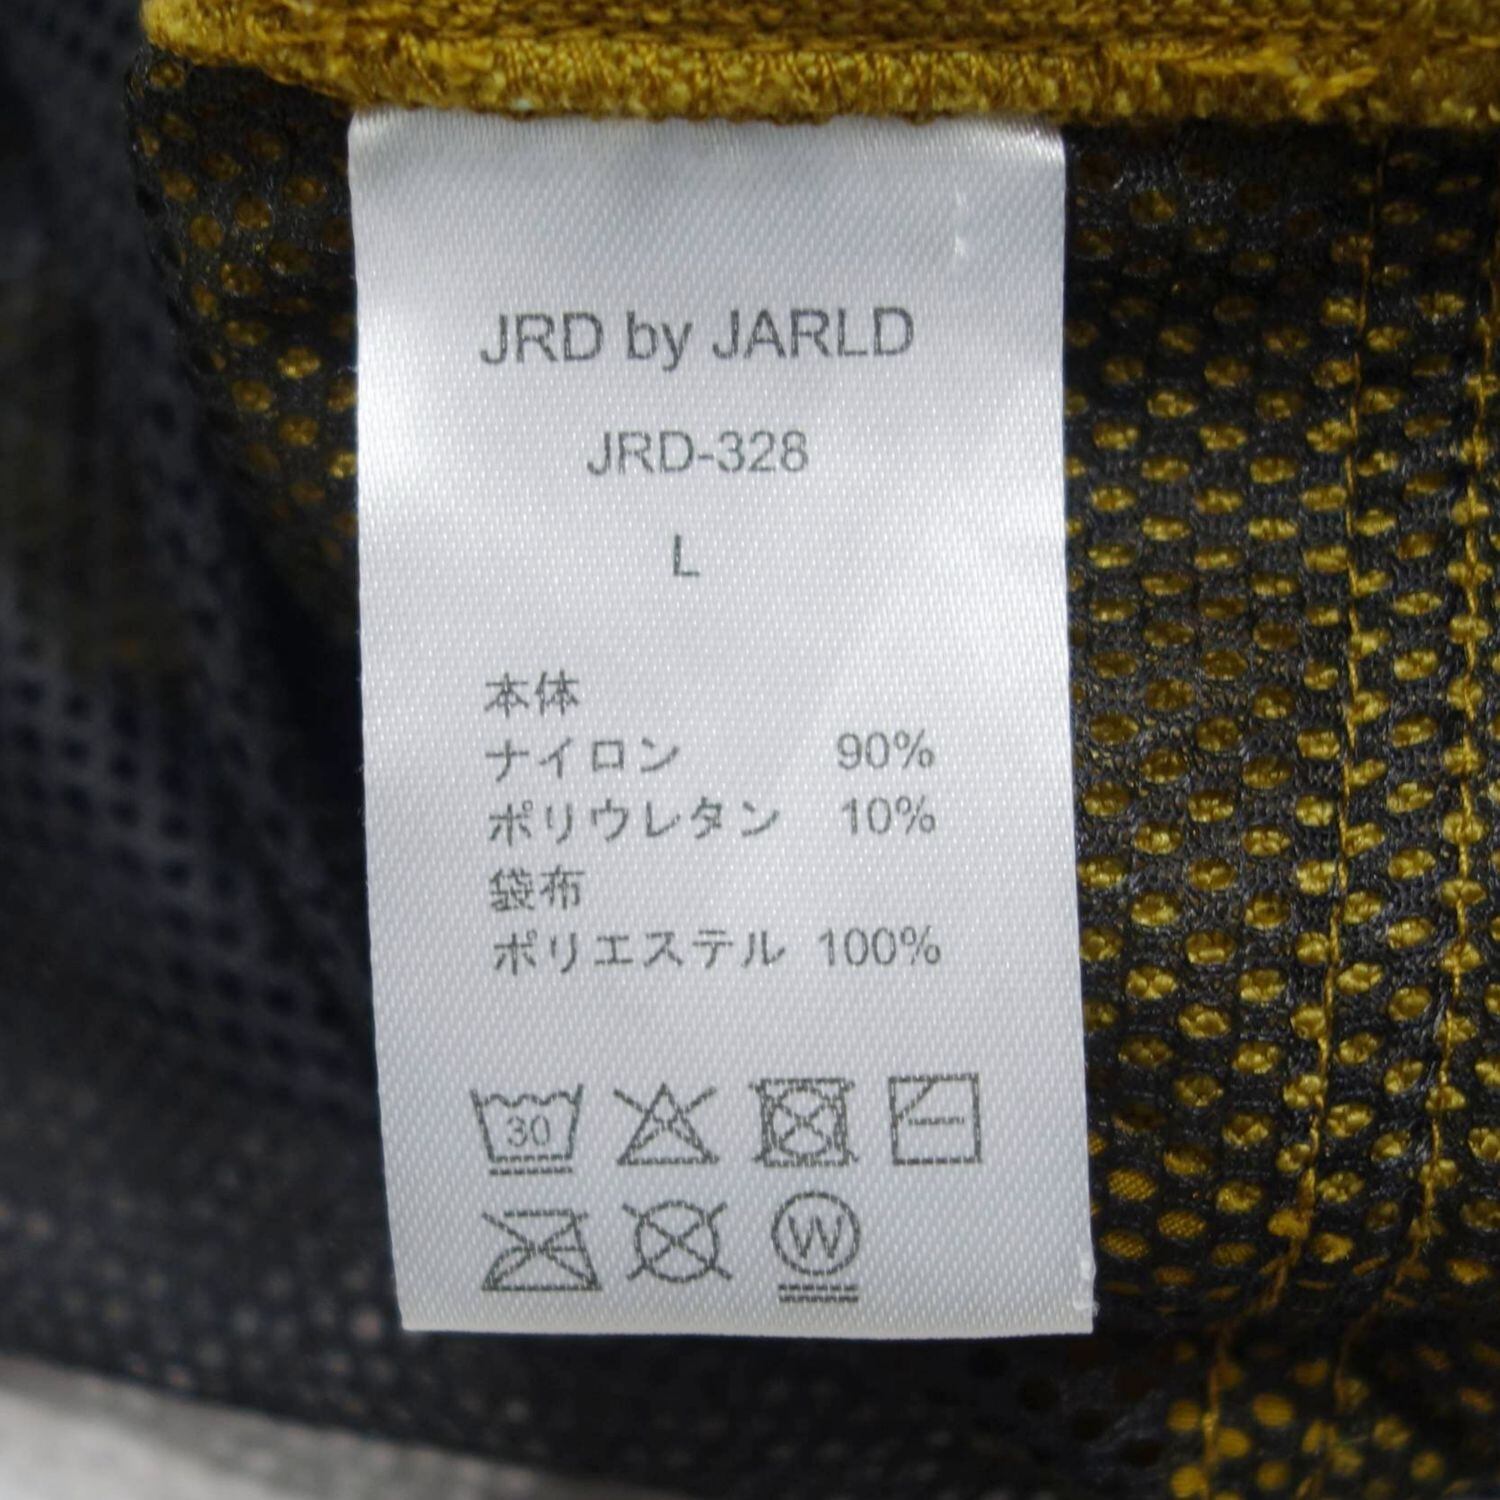 JRD by JARLD
JRD-328
L
本体
ナイロン 90%
ポリウレタン 10%
袋布
ポリエステル 100%
30
W